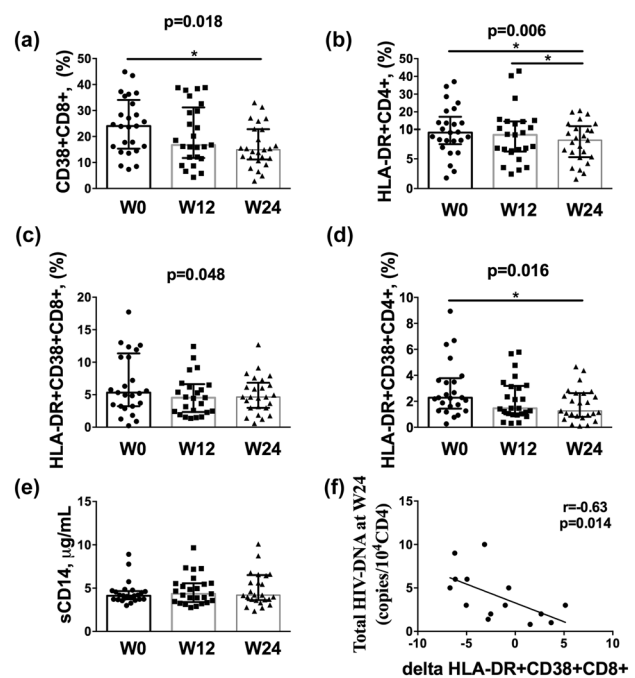 (a)
p=0.018
*
CD38+CD8+, (%)
50
40
30
20
10
0
W0 W12 W24
(b)
p=0.006
*
*
HLA-DR+CD4+, (%)
50
40
30
20
10
5
0
W0 W12 W24
(c)
p=0.048
HLA-DR+CD38+CD8+, (%)
20
15
10
5
0
W0 W12 W24
(d)
p=0.016
*
HLA-DR+CD38+CD4+, (%)
10
8
6
4
2
0
W0 W12 W24
(e)
sCD14, µg/mL
15
10
5
0
W0 W12 W24
(f)
r=-0.63
p=0.014
Total HIV-DNA at W24
(copies/10⁴CD4)
15
10
5
0
-10 -5 0 5 10
delta HLA-DR+CD38+CD8+